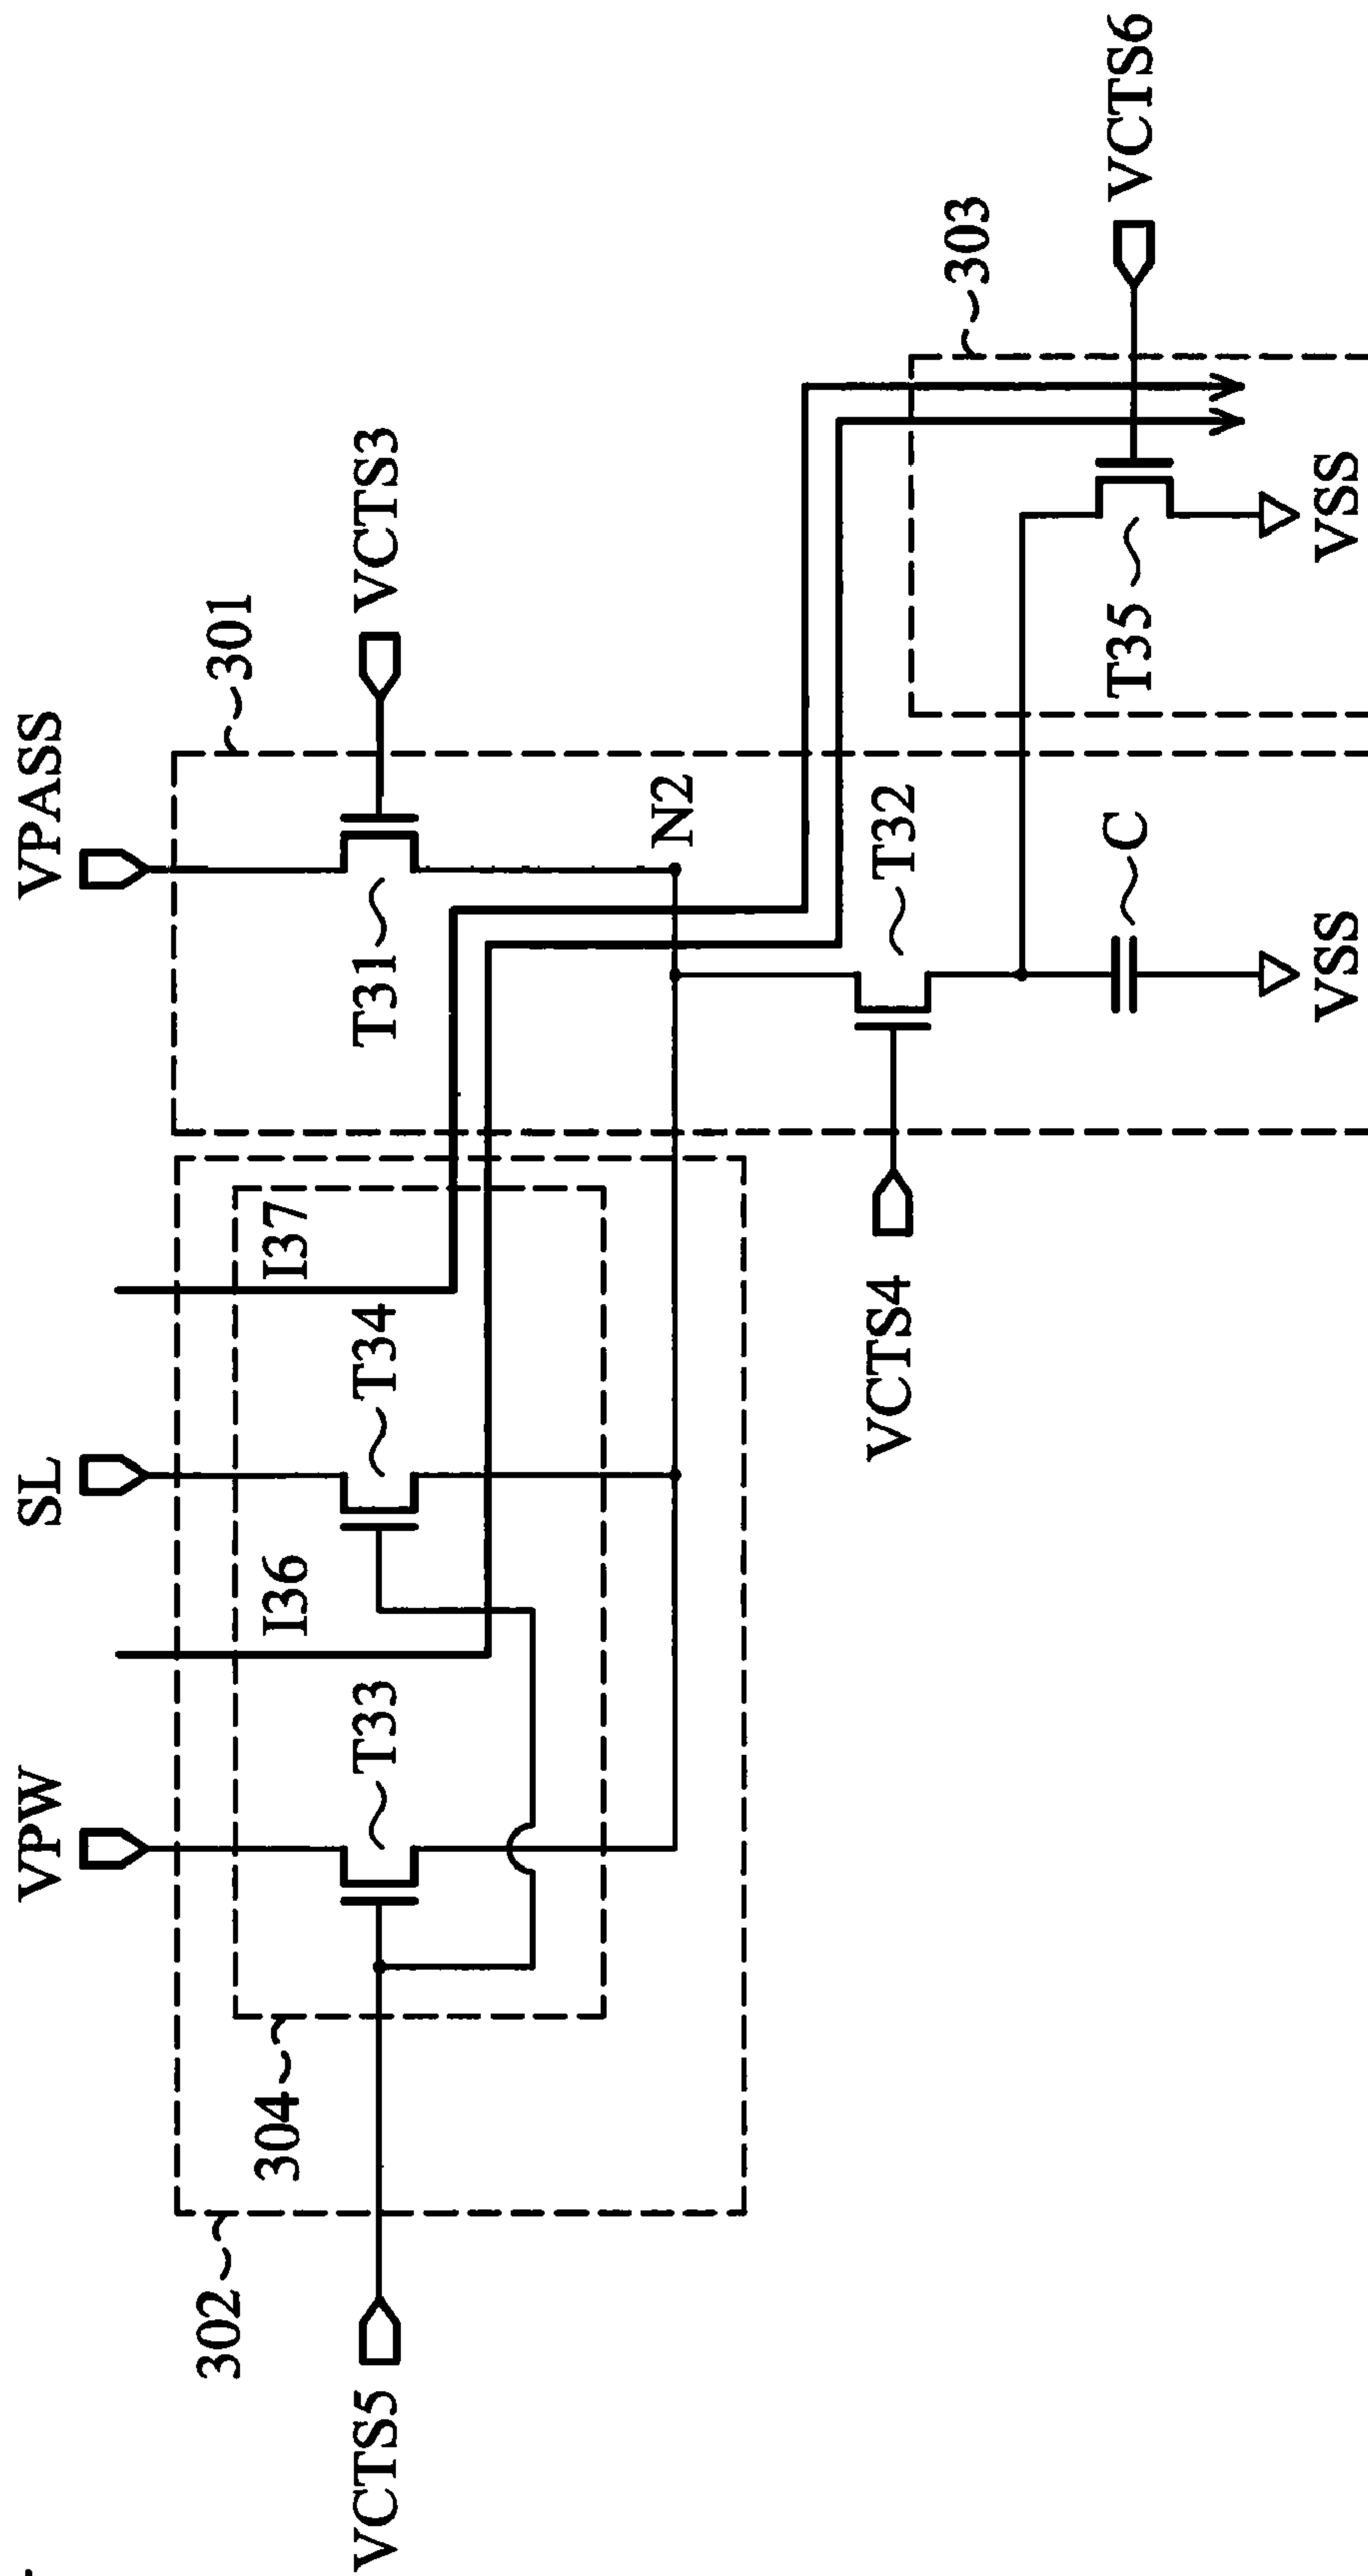 VPW
SL
VPASS
302
304
301
I36
I37
VCTS5
T33
T34
T31
VCTS3
N2
VCTS4
T32
303
C
T35
VCTS6
VSS
VSS